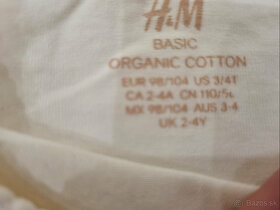 H&M
BASIC
ORGANIC COTTON
EUR 98/104 US 3/4T
CA 2-4A CN 110/52
MX 98/104 AUS 3-4
UK 2-4Y
Bazos.sk